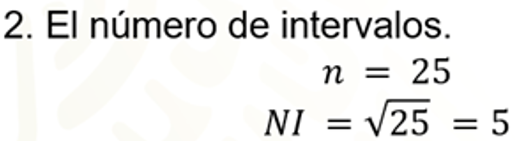 2. El número de intervalos.
n = 25
NI = √25 = 5